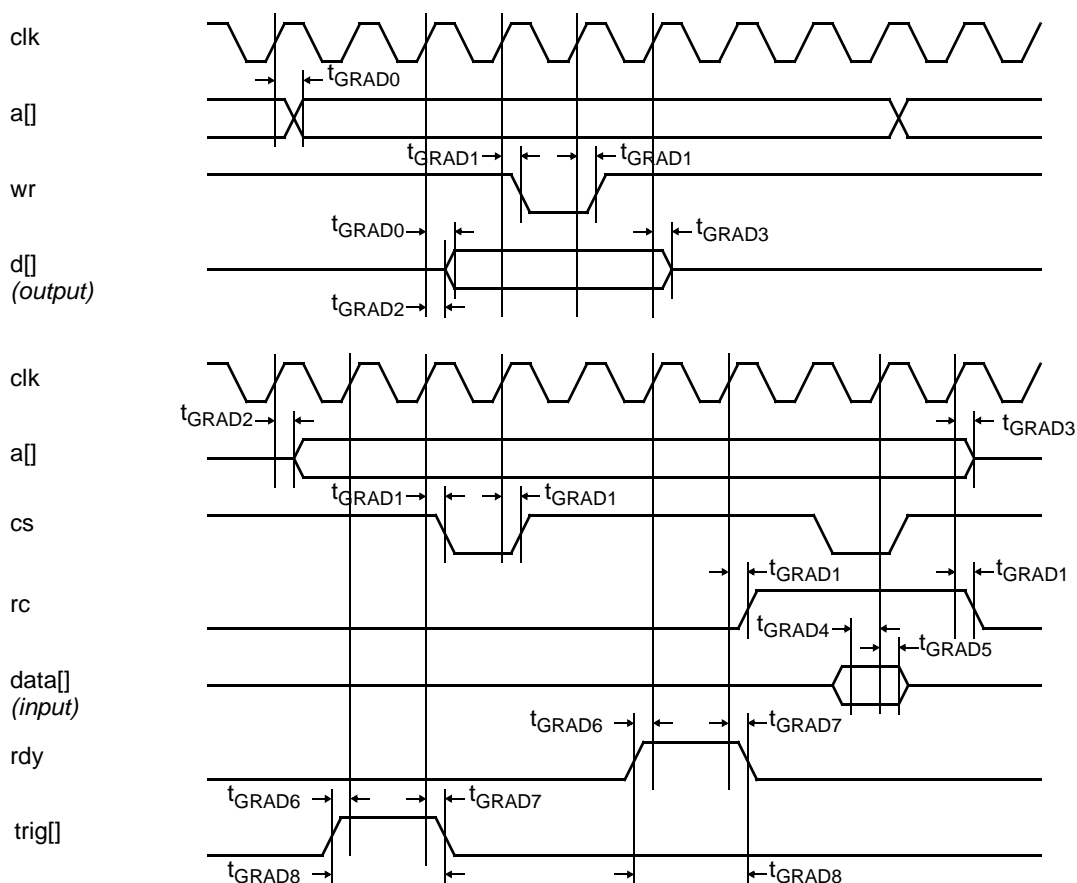 clk
tGRAD0
a[]
tGRAD1 tGRAD1
wr
tGRAD0 tGRAD3
d[]
(output)
tGRAD2
clk
tGRAD2 tGRAD3
a[]
tGRAD1 tGRAD1
cs
tGRAD1 tGRAD1
rc
tGRAD4
tGRAD5
data[]
(input)
tGRAD6 tGRAD7
rdy
tGRAD6 tGRAD7
trig[]
tGRAD8 tGRAD8